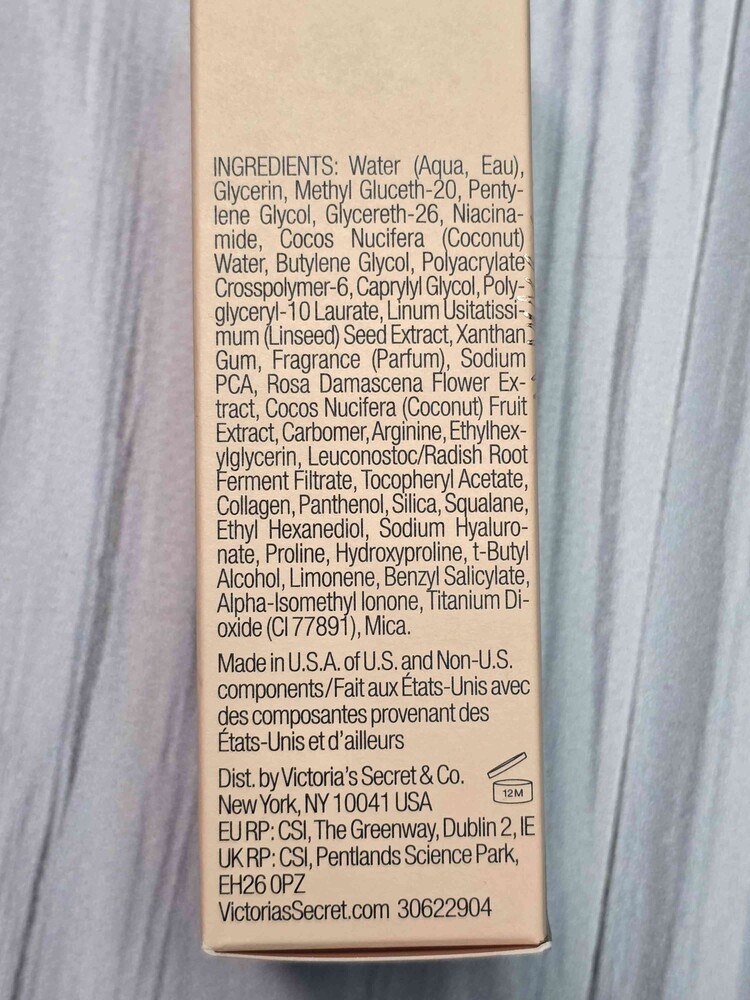 INGREDIENTS: Water (Aqua, Eau),
Glycerin, Methyl Gluceth-20, Penty-
lene Glycol, Glycereth-26, Niacina-
mide, Cocos Nucifera (Coconut)
Water, Butylene Glycol, Polyacrylate
Crosspolymer-6, Caprylyl Glycol, Poly-
glyceryl-10 Laurate, Linum Usitatissi-
mum (Linseed) Seed Extract, Xanthan
Gum, Fragrance (Parfum), Sodium
PCA, Rosa Damascena Flower Ex-
tract, Cocos Nucifera (Coconut) Fruit
Extract, Carbomer, Arginine, Ethylhex-
ylglycerin, Leuconostoc/Radish Root
Ferment Filtrate, Tocopheryl Acetate,
Collagen, Panthenol, Silica, Squalane,
Ethyl Hexanediol, Sodium Hyaluro-
nate, Proline, Hydroxyproline, t-Butyl
Alcohol, Limonene, Benzyl Salicylate,
Alpha-Isomethyl Ionone, Titanium Di-
oxide (CI 77891), Mica.
Made in U.S.A. of U.S. and Non-U.S.
components/Fait aux États-Unis avec
des composantes provenant des
États-Unis et d'ailleurs
Dist. by Victoria's Secret & Co.
New York, NY 10041 USA
12M
EU RP: CSI, The Greenway, Dublin 2, IE
UK RP: CSI, Pentlands Science Park,
EH26 0PZ
VictoriasSecret.com 30622904